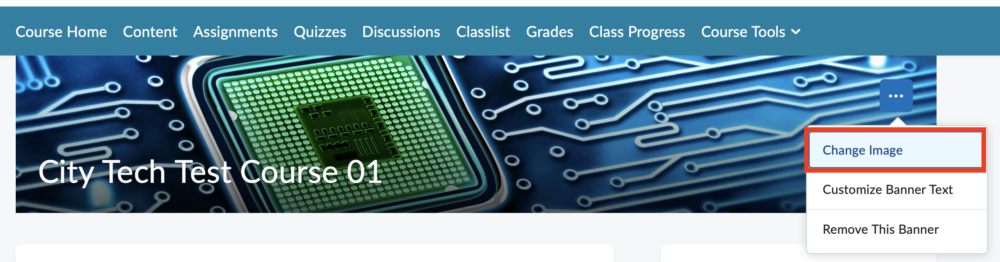 Course Home Content Assignments Quizzes Discussions Classlist Grades Class Progress Course Tools
City Tech Test Course 01
Change Image
Customize Banner Text
Remove This Banner